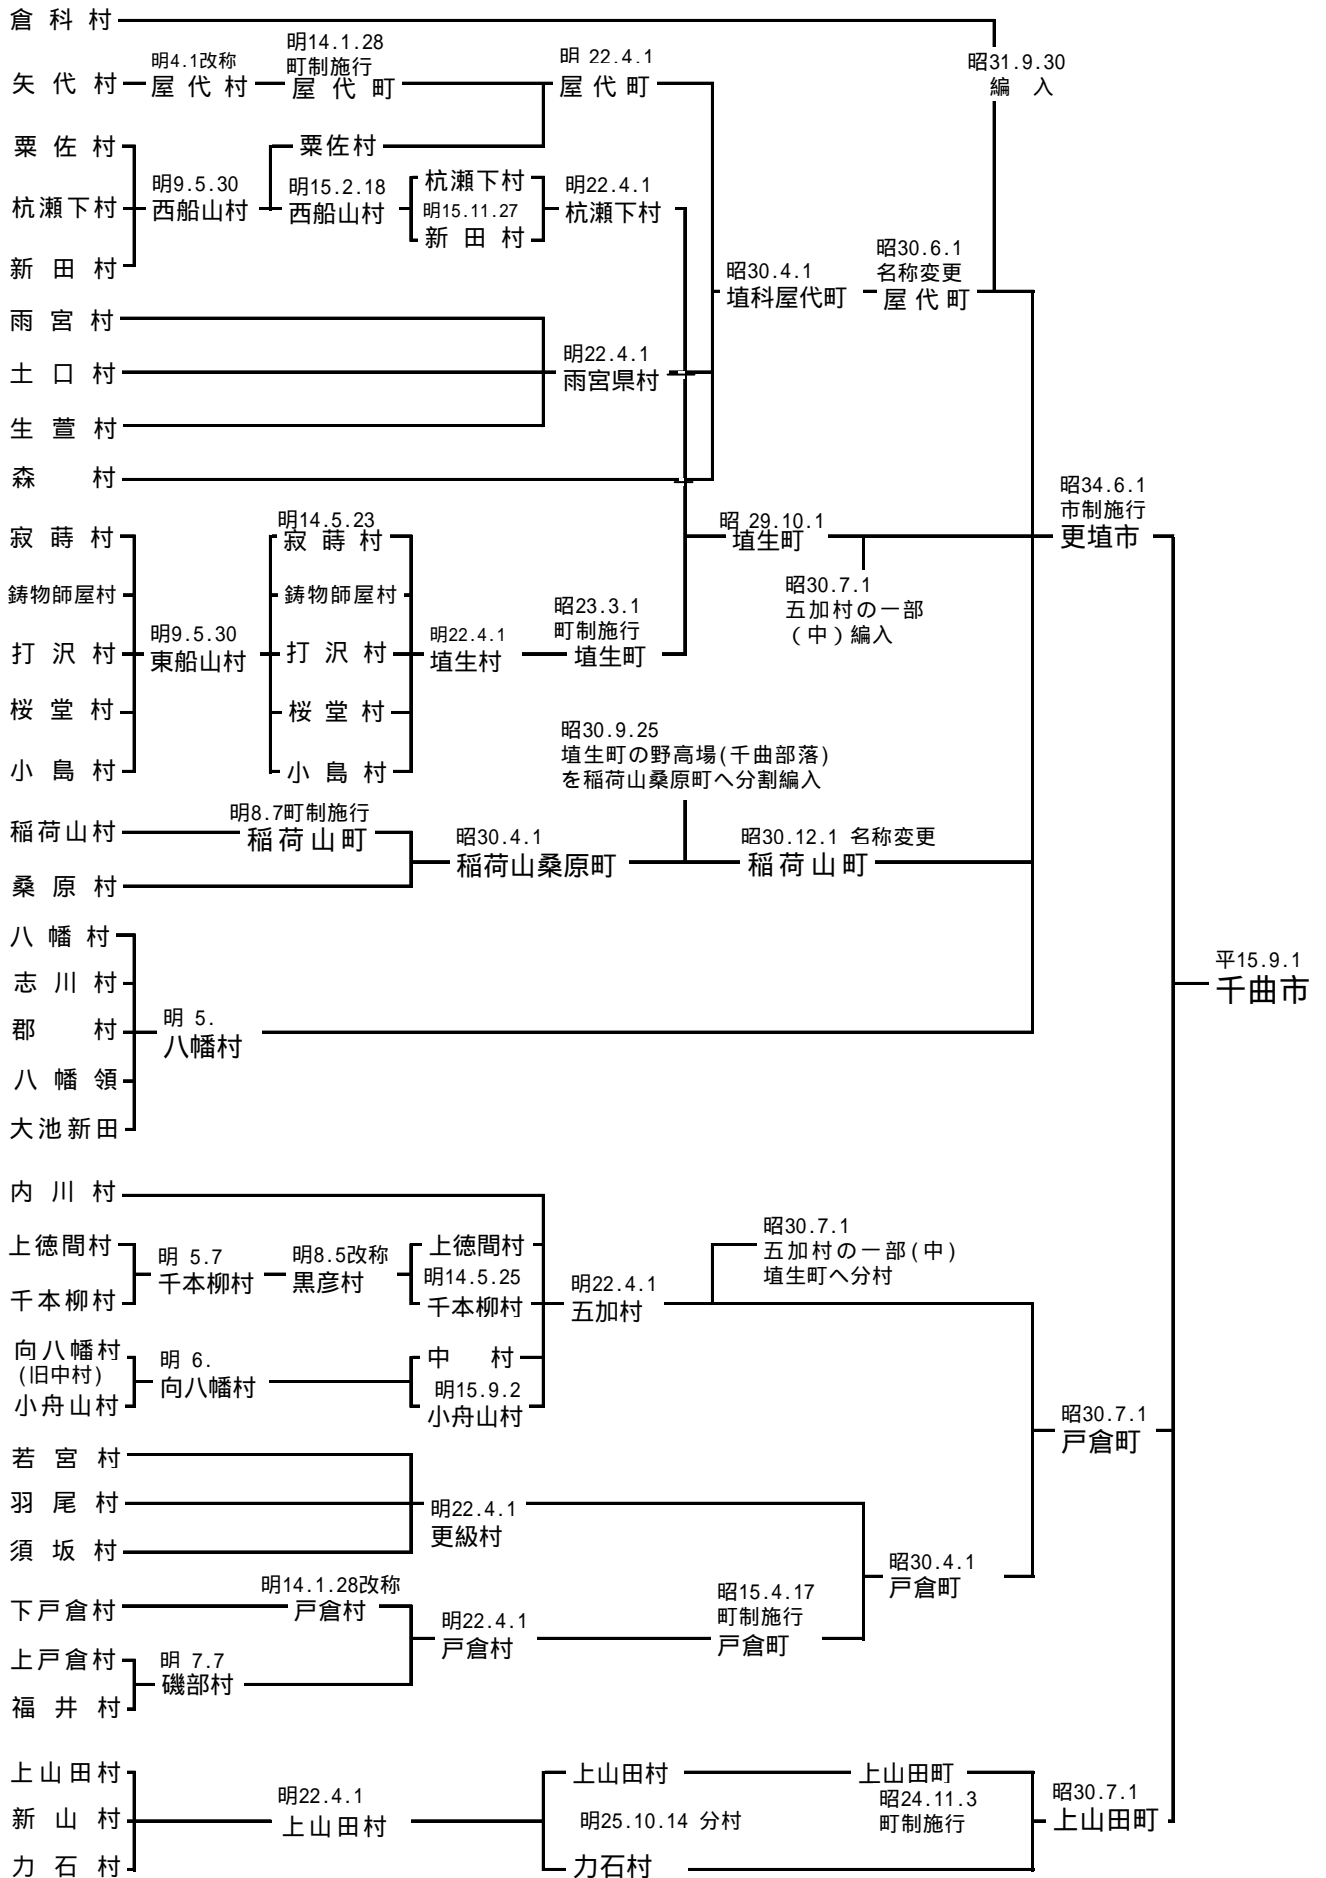 倉科村
昭31.9.30
編入
矢代村
明4.1改称
屋代村
明14.1.28
町制施行
屋代町
明 22.4.1
屋代町
粟佐村
杭瀬下村
新田村
明9.5.30
西船山村
粟佐村
明15.2.18
西船山村
杭瀬下村
明15.11.27
新田村
明22.4.1
杭瀬下村
昭30.4.1
埴科屋代町
昭30.6.1
名称変更
屋代町
雨宮村
土口村
生萱村
明22.4.1
雨宮県村
森村
寂蒔村
鋳物師屋村
打沢村
桜堂村
小島村
明9.5.30
東船山村
明14.5.23
寂蒔村
鋳物師屋村
打沢村
桜堂村
小島村
明22.4.1
埴生村
昭23.3.1
町制施行
埴生町
昭 29.10.1
埴生町
昭30.7.1
五加村の一部
(中)編入
昭34.6.1
市制施行
更埴市
昭30.9.25
埴生町の野高場(千曲部落)
を稲荷山桑原町へ分割編入
稲荷山村
明8.7町制施行
稲荷山町
桑原村
昭30.4.1
稲荷山桑原町
昭30.12.1 名称変更
稲荷山町
八幡村
志川村
郡村
八幡領
大池新田
明 5.
八幡村
平15.9.1
千曲市
内川村
上徳間村
千本柳村
明 5.7
千本柳村
明8.5改称
黒彦村
上徳間村
明14.5.25
千本柳村
向八幡村
(旧中村)
小舟山村
明 6.
向八幡村
中村
明15.9.2
小舟山村
明22.4.1
五加村
昭30.7.1
五加村の一部(中)
埴生町へ分村
若宮村
羽尾村
須坂村
明22.4.1
更級村
下戸倉村
明14.1.28改称
戸倉村
上戸倉村
福井村
明 7.7
磯部村
明22.4.1
戸倉村
昭15.4.17
町制施行
戸倉町
昭30.4.1
戸倉町
昭30.7.1
戸倉町
上山田村
新山村
力石村
明22.4.1
上山田村
上山田村
明25.10.14 分村
力石村
上山田町
昭24.11.3
町制施行
昭30.7.1
上山田町